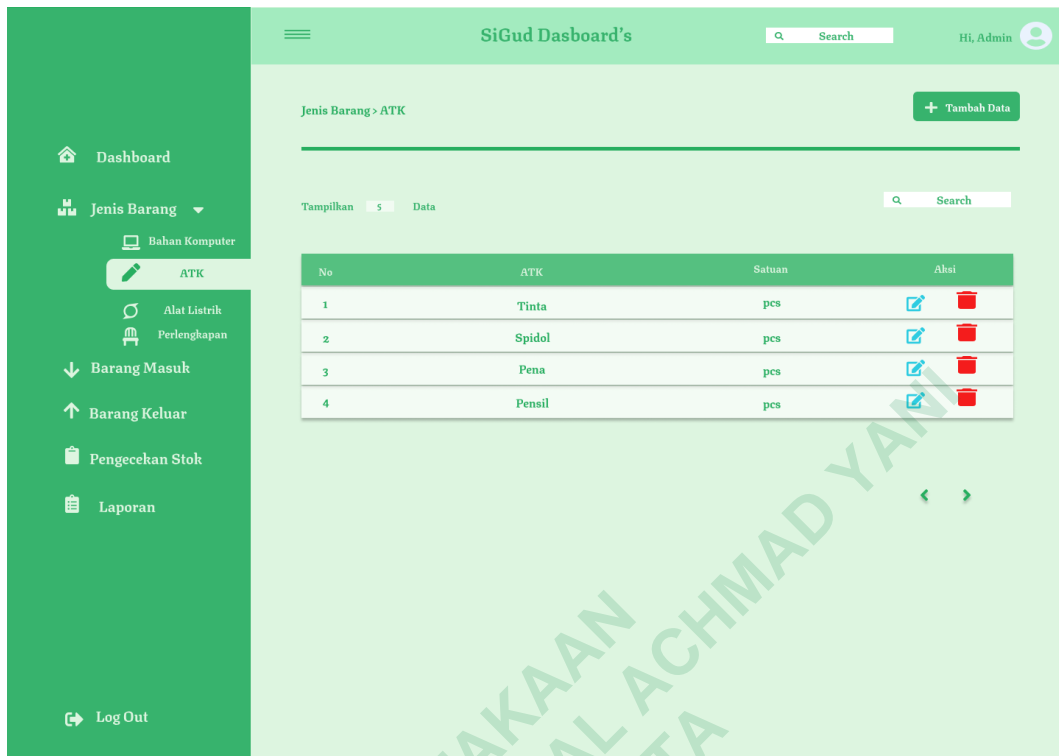 SiGud Dasboard's
Search
Hi, Admin
Dashboard
Jenis Barang
Bahan Komputer
ATK
Alat Listrik
Perlengkapan
Barang Masuk
Barang Keluar
Pengecekan Stok
Laporan
Log Out
Jenis Barang > ATK
+ Tambah Data
Tampilkan 5 Data
Search
No ATK Satuan Aksi
1 Tinta pcs
2 Spidol pcs
3 Pena pcs
4 Pensil pcs
ACHMAD YANI